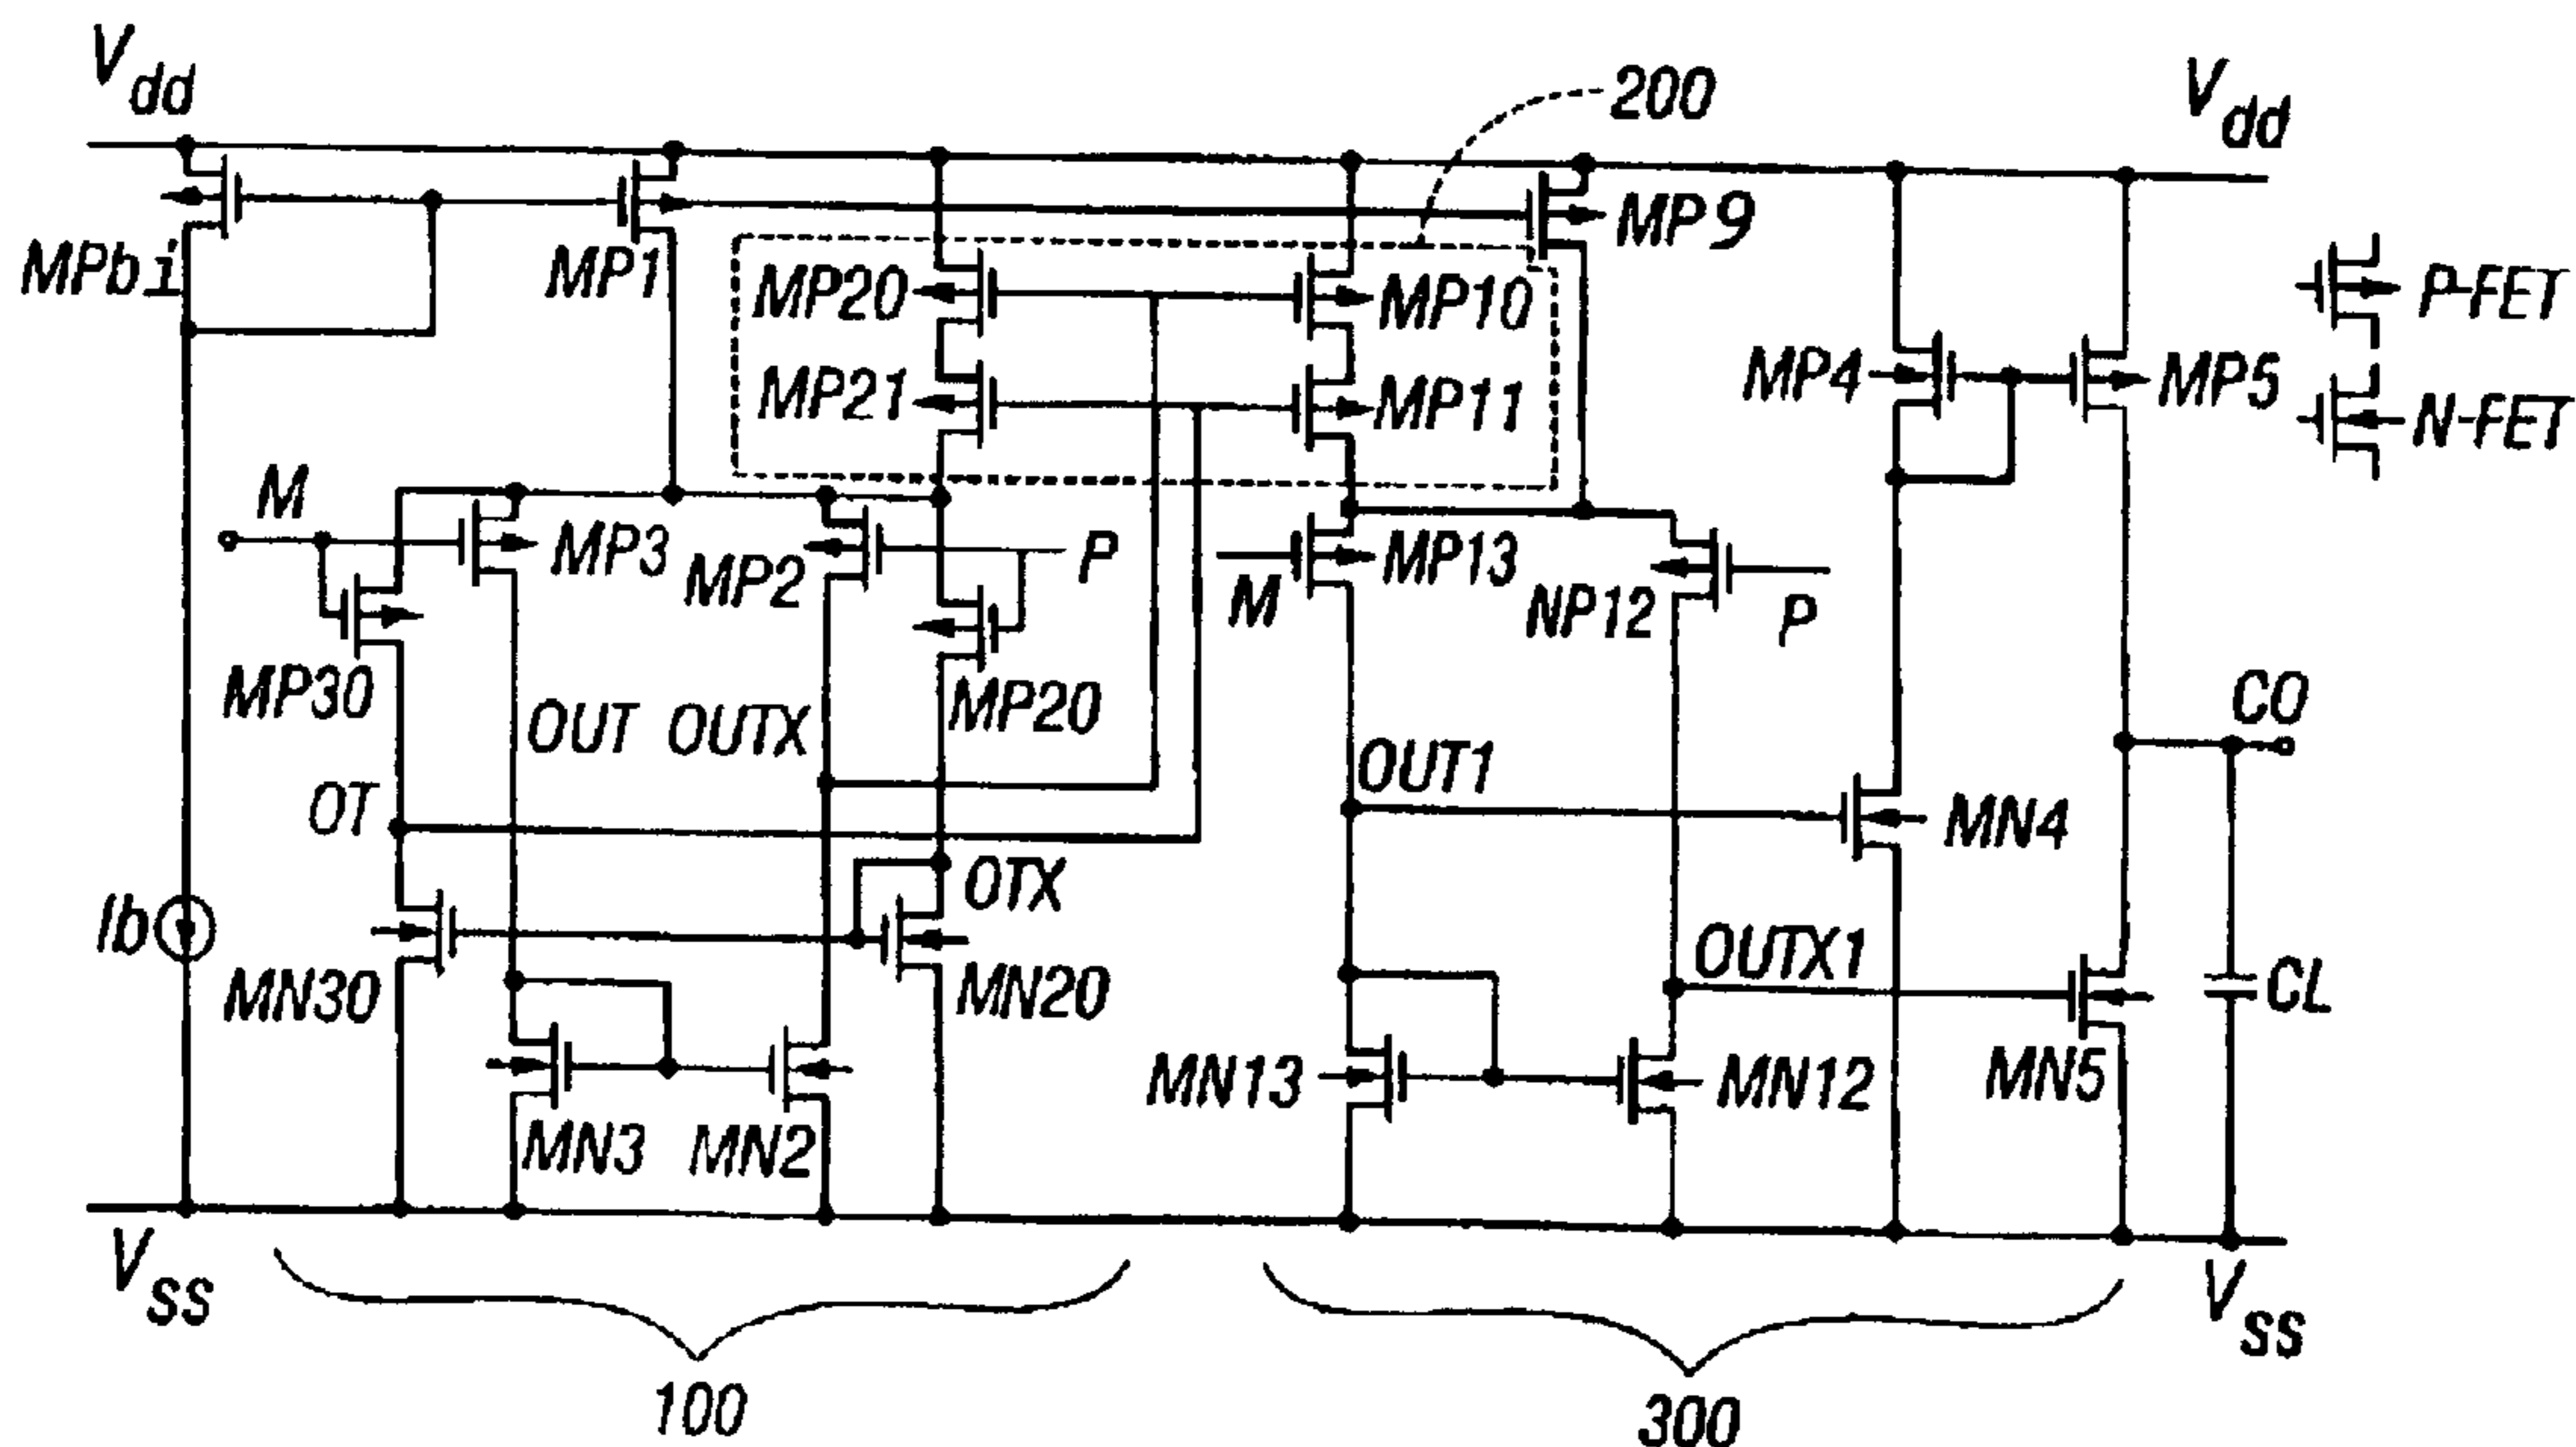 Vdd
200
Vdd
MPbi
MP1
MP9
MP20
MP10
P-FET
MP21
MP11
MP4
MP5
N-FET
M
MP3
MP2
P
MP13
M
NP12
P
MP30
OUT
OUTX
MP20
CO
OT
OUT1
MN4
OTX
Ib
MN30
MN20
OUTX1
CL
MN3
MN2
MN13
MN12
MN5
Vss
Vss
100
300